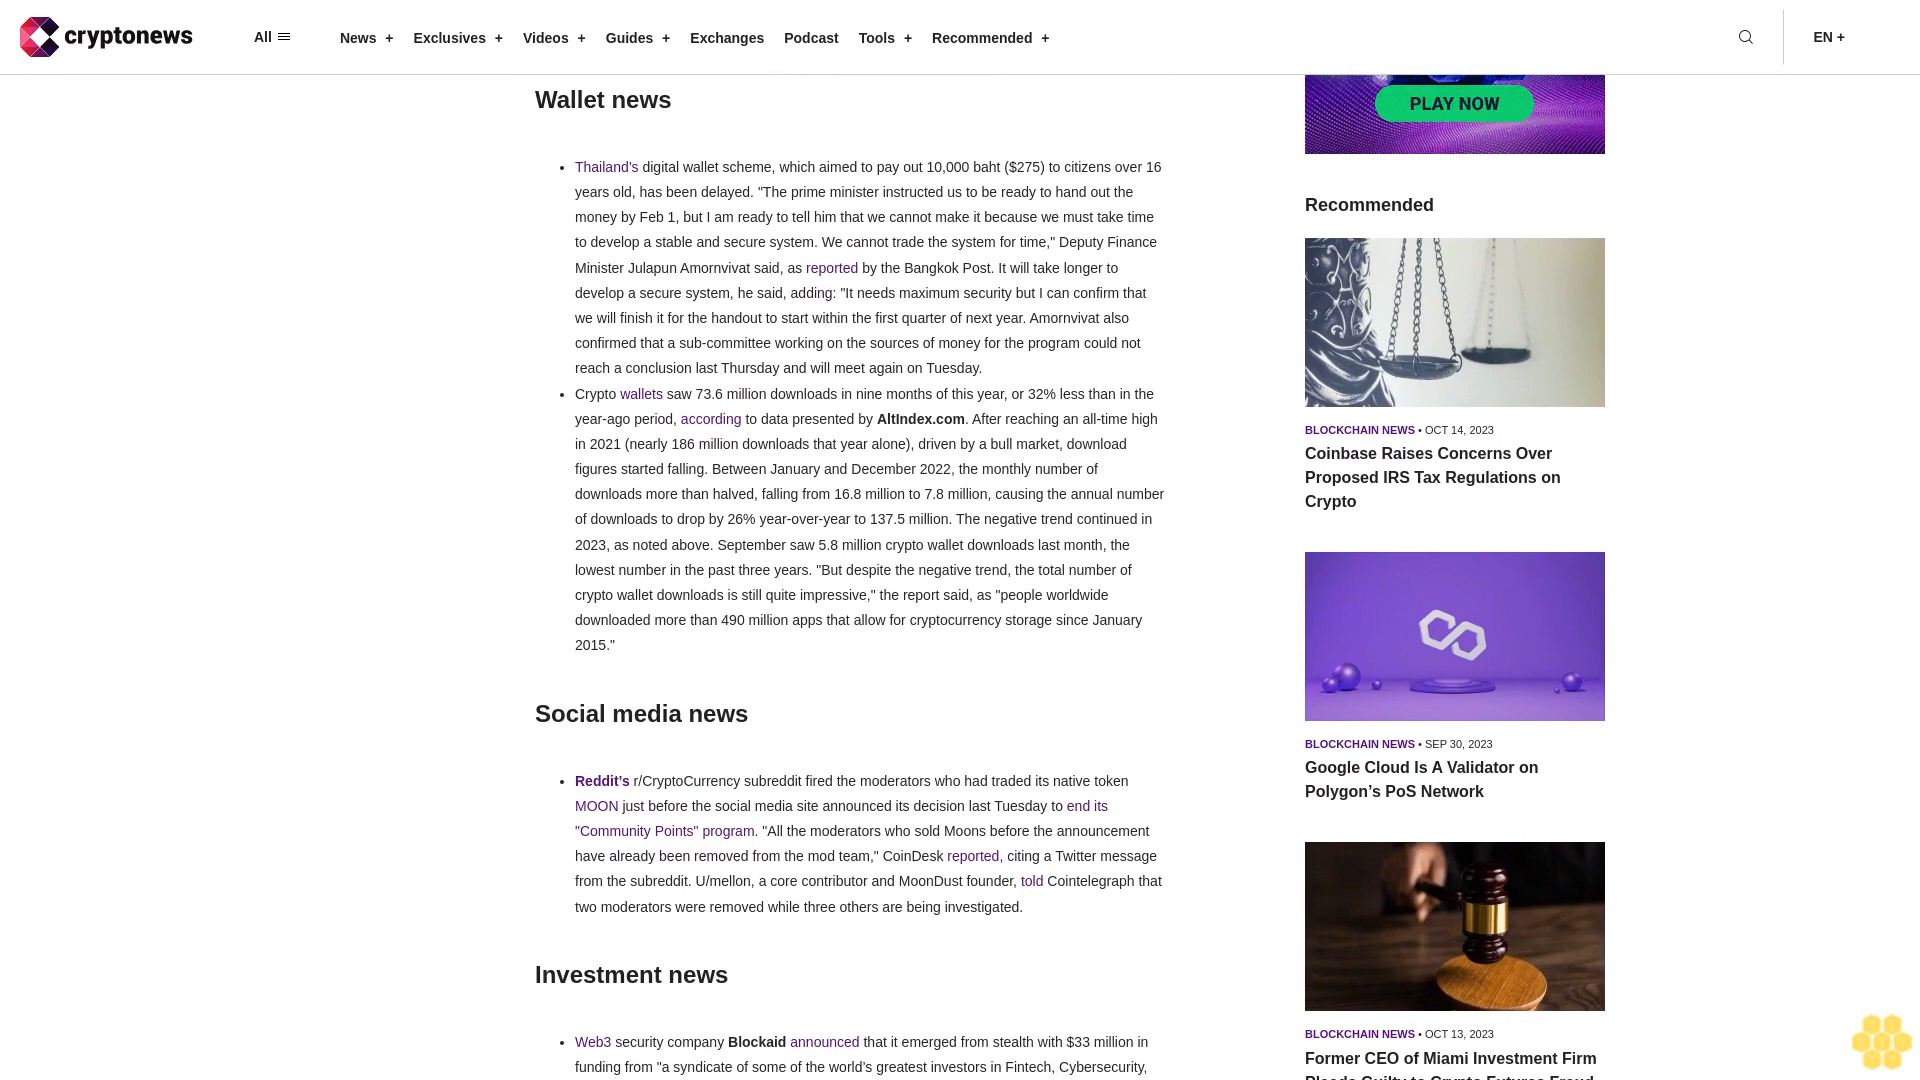 cryptonews
All
News +
Exclusives +
Videos +
Guides +
Exchanges
Podcast
Tools +
Recommended +
EN +
Wallet news
Thailand’s digital wallet scheme, which aimed to pay out 10,000 baht ($275) to citizens over 16
years old, has been delayed. "The prime minister instructed us to be ready to hand out the
money by Feb 1, but I am ready to tell him that we cannot make it because we must take time
to develop a stable and secure system. We cannot trade the system for time," Deputy Finance
Minister Julapun Amornvivat said, as reported by the Bangkok Post. It will take longer to
develop a secure system, he said, adding: "It needs maximum security but I can confirm that
we will finish it for the handout to start within the first quarter of next year. Amornvivat also
confirmed that a sub-committee working on the sources of money for the program could not
reach a conclusion last Thursday and will meet again on Tuesday.
Crypto wallets saw 73.6 million downloads in nine months of this year, or 32% less than in the
year-ago period, according to data presented by AltIndex.com. After reaching an all-time high
in 2021 (nearly 186 million downloads that year alone), driven by a bull market, download
figures started falling. Between January and December 2022, the monthly number of
downloads more than halved, falling from 16.8 million to 7.8 million, causing the annual number
of downloads to drop by 26% year-over-year to 137.5 million. The negative trend continued in
2023, as noted above. September saw 5.8 million crypto wallet downloads last month, the
lowest number in the past three years. "But despite the negative trend, the total number of
crypto wallet downloads is still quite impressive," the report said, as "people worldwide
downloaded more than 490 million apps that allow for cryptocurrency storage since January
2015."
Social media news
Reddit’s r/CryptoCurrency subreddit fired the moderators who had traded its native token
MOON just before the social media site announced its decision last Tuesday to end its
"Community Points" program. "All the moderators who sold Moons before the announcement
have already been removed from the mod team," CoinDesk reported, citing a Twitter message
from the subreddit. U/mellon, a core contributor and MoonDust founder, told Cointelegraph that
two moderators were removed while three others are being investigated.
Investment news
Web3 security company Blockaid announced that it emerged from stealth with $33 million in
funding from "a syndicate of some of the world’s greatest investors in Fintech, Cybersecurity,
PLAY NOW
Recommended
BLOCKCHAIN NEWS • OCT 14, 2023
Coinbase Raises Concerns Over
Proposed IRS Tax Regulations on
Crypto
BLOCKCHAIN NEWS • SEP 30, 2023
Google Cloud Is A Validator on
Polygon’s PoS Network
BLOCKCHAIN NEWS • OCT 13, 2023
Former CEO of Miami Investment Firm
Pleads Guilty to Crypto Futures Fraud